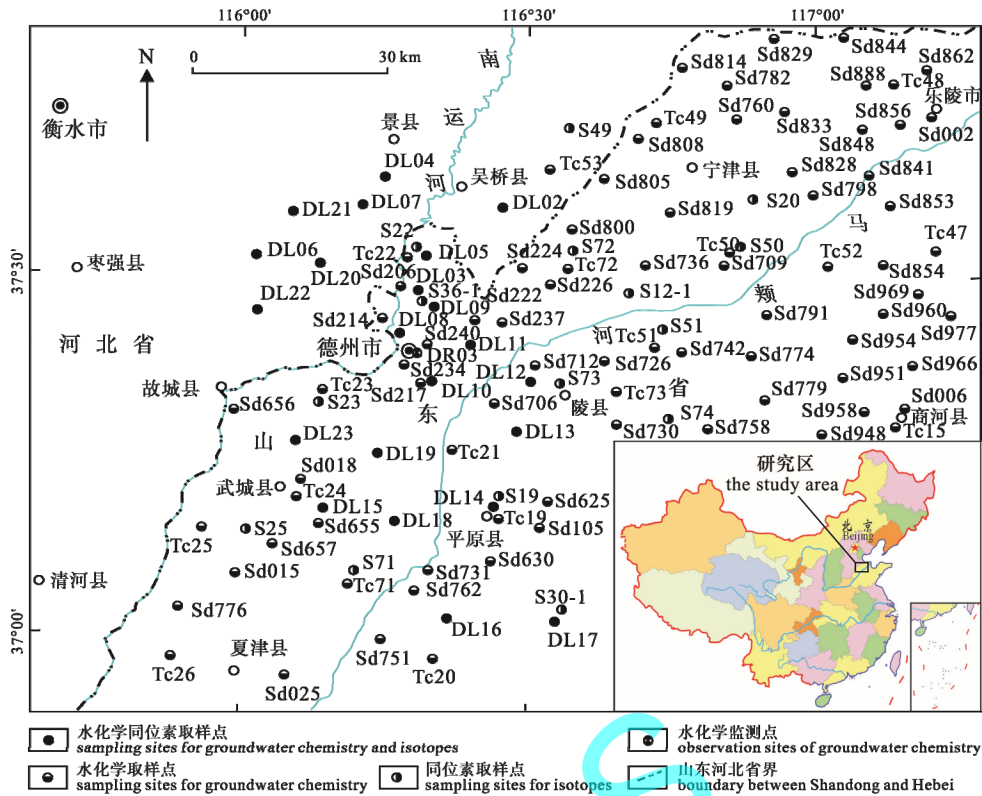 116°00′
116°30′
117°00′
N
0
30 km
南
运
河
Sd844
Sd829
Sd862
Sd814
Sd782
Sd888
Tc48
乐陵市
衡水市
景县
S49
Tc49
Sd760
Sd856
Sd833
Sd002
Sd808
Sd848
DL04
吴桥县
Tc53
宁津县
Sd828
Sd841
Sd805
Sd798
DL21
DL07
DL02
Sd819
S20
Sd853
马
S22
Sd800
Tc47
DL06
Tc22
DL05
Sd224
S72
Tc50
S50
Tc52
枣强县
DL20
Sd206
DL03
Tc72
Sd736
Sd709
Sd854
37°30′
S36-1
Sd222
Sd226
S12-1
颊
Sd969
DL22
DL09
Sd960
Sd214
DL08
Sd237
Sd791
Sd977
河北省
德州市
Sd240
DL11
河
Tc51
S51
Sd954
DR03
Sd712
Sd726
Sd742
Sd774
Sd966
故城县
Tc23
Sd234
DL12
S73
省
Sd951
Sd656
S23
Sd217
DL10
陵县
Tc73
Sd779
Sd006
东
Sd706
S74
Sd958
商河县
山
DL23
DL13
Sd730
Sd758
Sd948
Tc15
Sd018
DL19
Tc21
武城县
Tc24
研究区
the study area
DL15
DL14
S19
Sd625
S25
Sd655
DL18
Tc19
Sd105
Tc25
Sd657
平原县
北京
Beijing
清河县
Sd015
S71
Sd731
Sd630
Tc71
Sd762
Sd776
S30-1
37°00′
DL16
DL17
夏津县
Sd751
Tc26
Sd025
Tc20
水化学同位素取样点
sampling sites for groundwater chemistry and isotopes
水化学监测点
observation sites of groundwater chemistry
水化学取样点
sampling sites for groundwater chemistry
同位素取样点
sampling sites for isotopes
山东河北省界
boundary between Shandong and Hebei